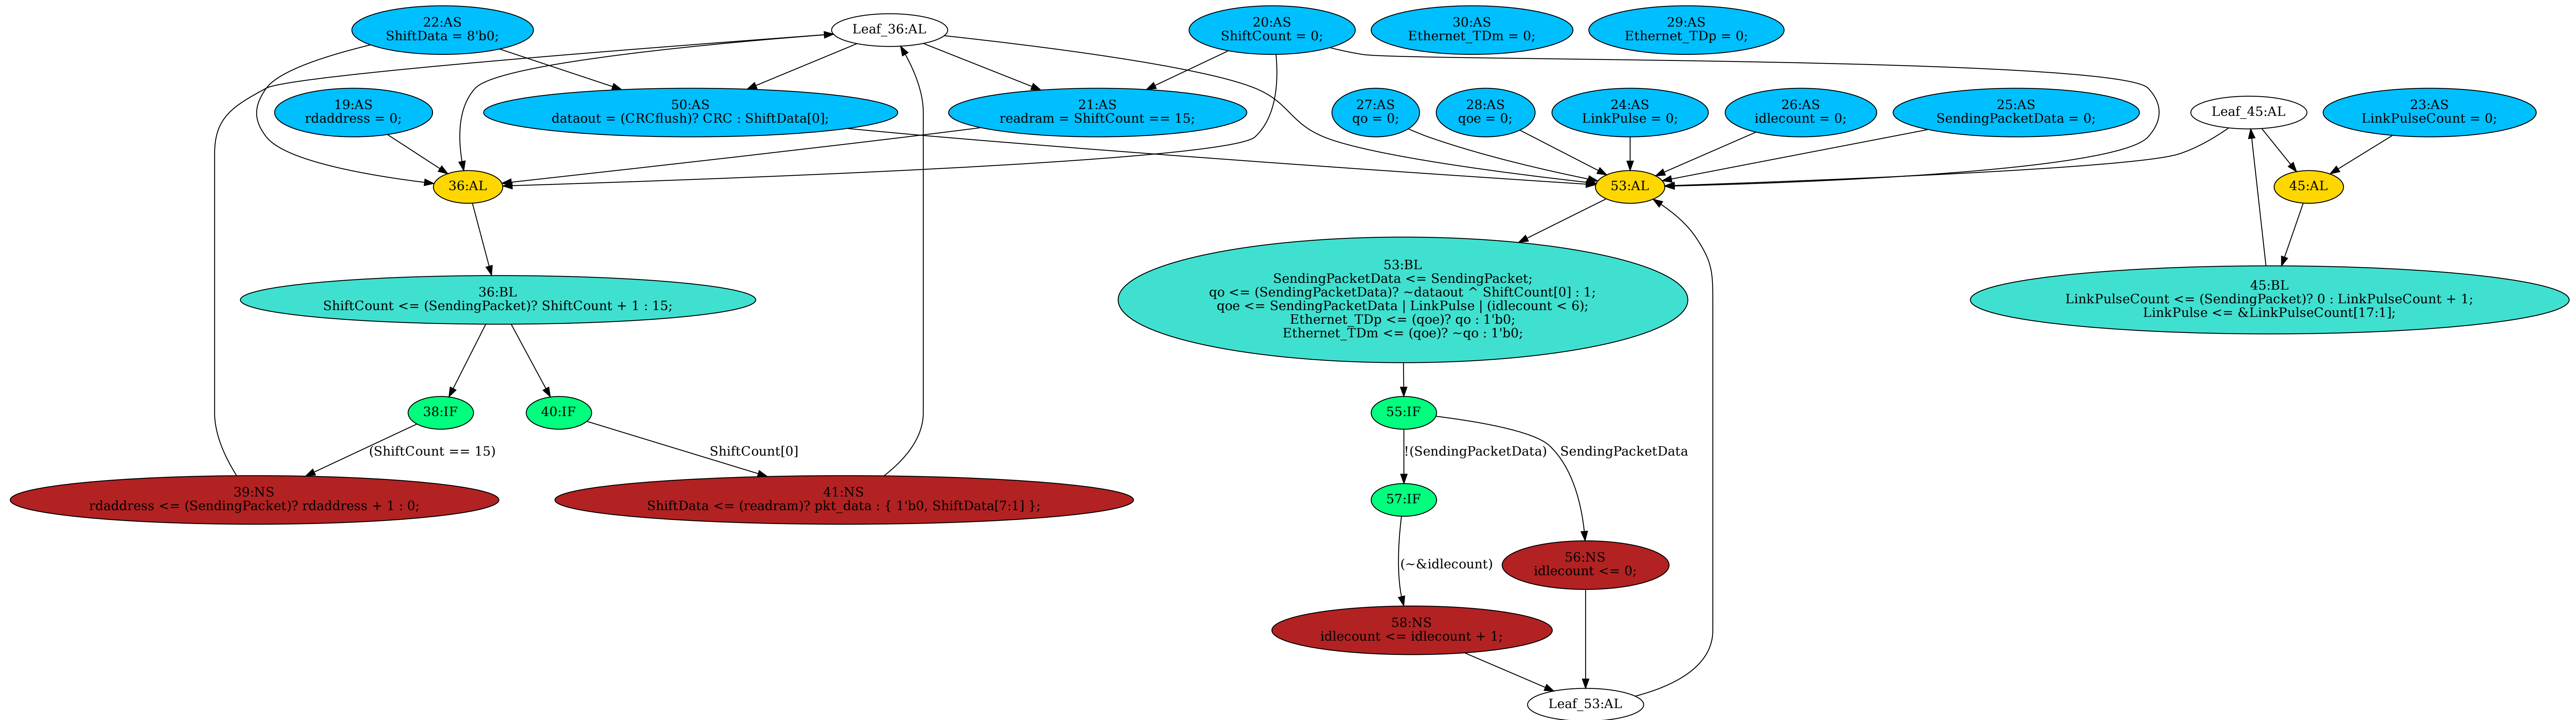 22:AS
ShiftData = 8'b0;
Leaf_36:AL
20:AS
ShiftCount = 0;
30:AS
Ethernet_TDm = 0;
29:AS
Ethernet_TDp = 0;
19:AS
rdaddress = 0;
50:AS
dataout = (CRCflush)? CRC : ShiftData[0];
21:AS
readram = ShiftCount == 15;
27:AS
qo = 0;
28:AS
qoe = 0;
24:AS
LinkPulse = 0;
26:AS
idlecount = 0;
25:AS
SendingPacketData = 0;
Leaf_45:AL
23:AS
LinkPulseCount = 0;
36:AL
53:AL
45:AL
36:BL
ShiftCount <= (SendingPacket)? ShiftCount + 1 : 15;
53:BL
SendingPacketData <= SendingPacket;
qo <= (SendingPacketData)? ~dataout ^ ShiftCount[0] : 1;
qoe <= SendingPacketData | LinkPulse | (idlecount < 6);
Ethernet_TDp <= (qoe)? qo : 1'b0;
Ethernet_TDm <= (qoe)? ~qo : 1'b0;
45:BL
LinkPulseCount <= (SendingPacket)? 0 : LinkPulseCount + 1;
LinkPulse <= &LinkPulseCount[17:1];
38:IF
40:IF
55:IF
(ShiftCount == 15)
ShiftCount[0]
!(SendingPacketData)
SendingPacketData
39:NS
rdaddress <= (SendingPacket)? rdaddress + 1 : 0;
41:NS
ShiftData <= (readram)? pkt_data : { 1'b0, ShiftData[7:1] };
57:IF
(~&idlecount)
56:NS
idlecount <= 0;
58:NS
idlecount <= idlecount + 1;
Leaf_53:AL